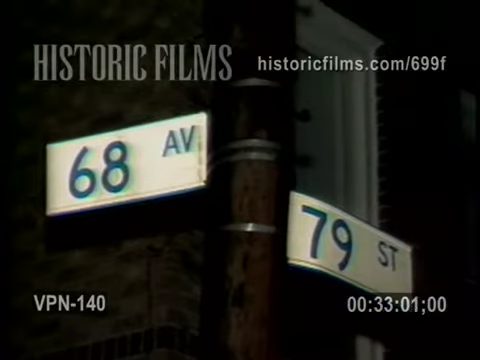 HISTORIC FILMS
historicfilms.com/699f
68 AV
79 ST
VPN-140
00:33:01;00